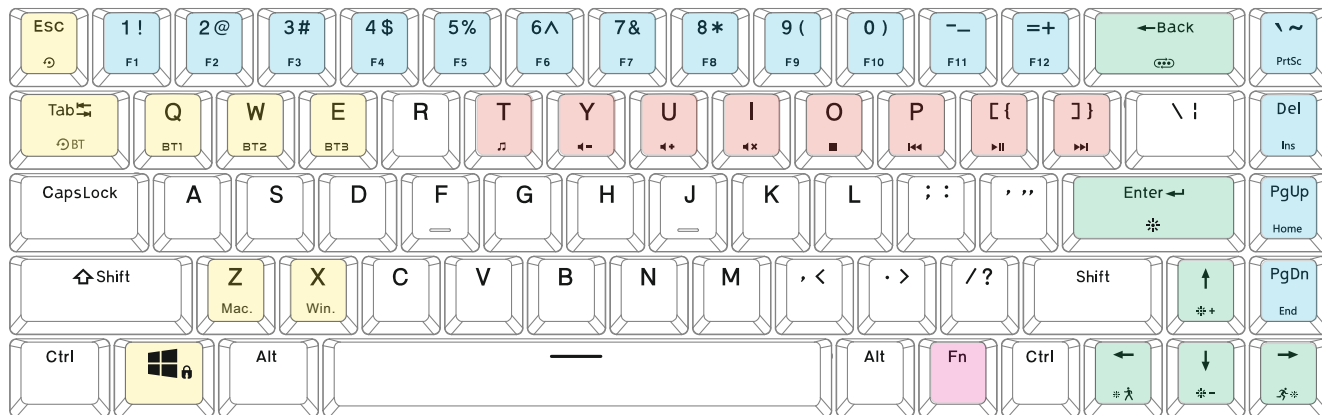 Esc 1! 2@ 3# 4$ 5% 6^ 7& 8* 9( 0) -_ =+ ←Back `~
F1 F2 F3 F4 F5 F6 F7 F8 F9 F10 F11 F12 PrtSc
Tab Q W E R T Y U I O P [{ ]} \¦ Del
BT BT1 BT2 BT3 Ins
CapsLock A S D F G H J K L ;: ’,, Enter PgUp
Home
Shift Z X C V B N M ,< .> /? Shift ↑ PgDn
Mac. Win. + End
Ctrl Alt Alt Fn Ctrl ← ↓ →
-